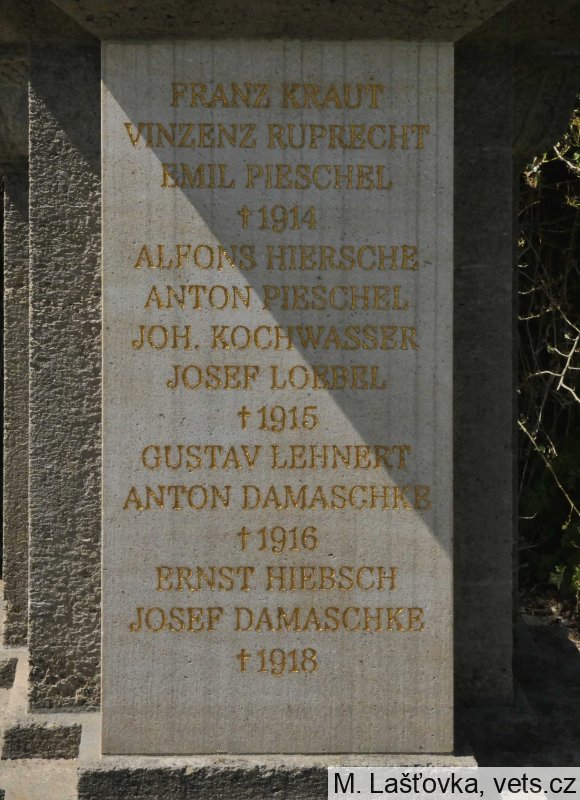 FRANZ KRAUT
VINZENZ RUPRECHT
EMIL PIESCHEL
†1914
ALFONS HIERSCHE
ANTON PIESCHEL
JOH. KOCHWASSER
JOSEF LOEBEL
†1915
GUSTAV LEHNERT
ANTON DAMASCHKE
†1916
ERNST HIEBSCH
JOSEF DAMASCHKE
†1918
M. Lašťovka, vets.cz